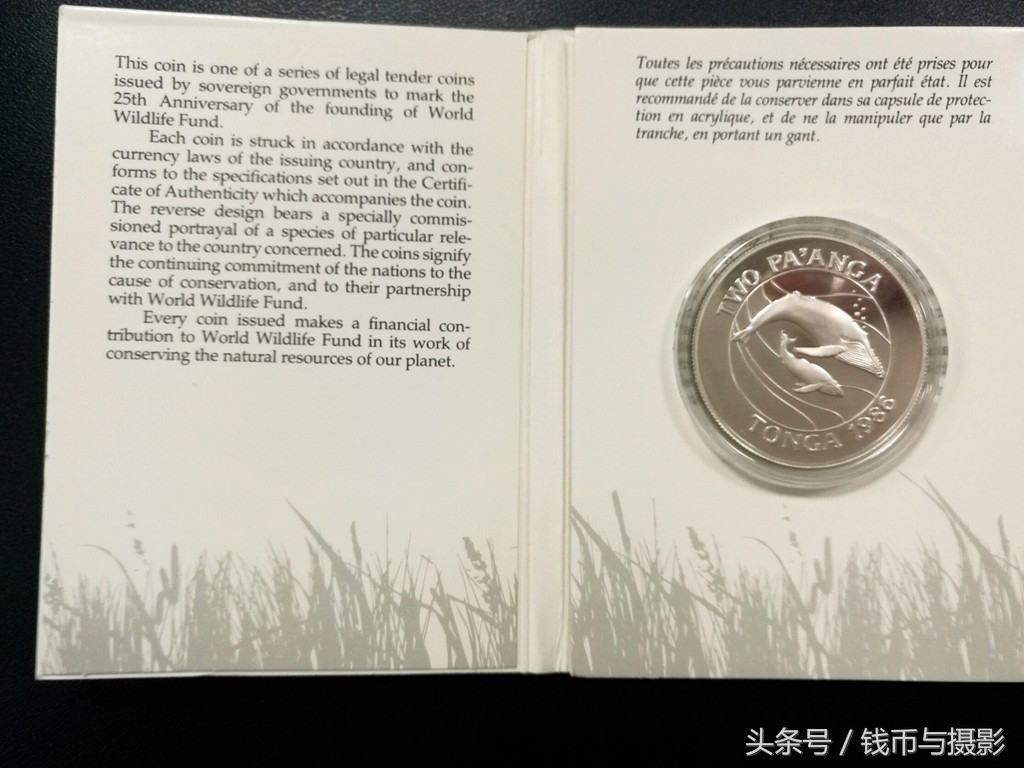 This coin is one of a series of legal tender coins
issued by sovereign governments to mark the
25th Anniversary of the founding of World
Wildlife Fund.
Each coin is struck in accordance with the
currency laws of the issuing country, and con-
forms to the specifications set out in the Certifi-
cate of Authenticity which accompanies the coin.
The reverse design bears a specially commis-
sioned portrayal of a species of particular rele-
vance to the country concerned. The coins signify
the continuing commitment of the nations to the
cause of conservation, and to their partnership
with World Wildlife Fund.
Every coin issued makes a financial con-
tribution to World Wildlife Fund in its work of
conserving the natural resources of our planet.
Toutes les précautions nécessaires ont été prises pour
que cette pièce vous parvienne en parfait état. Il est
recommandé de la conserver dans sa capsule de protec-
tion en acrylique, et de ne la manipuler que par la
tranche, en portant un gant.
TWO PA'ANGA
TONGA 1986
头条号 / 钱币与摄影